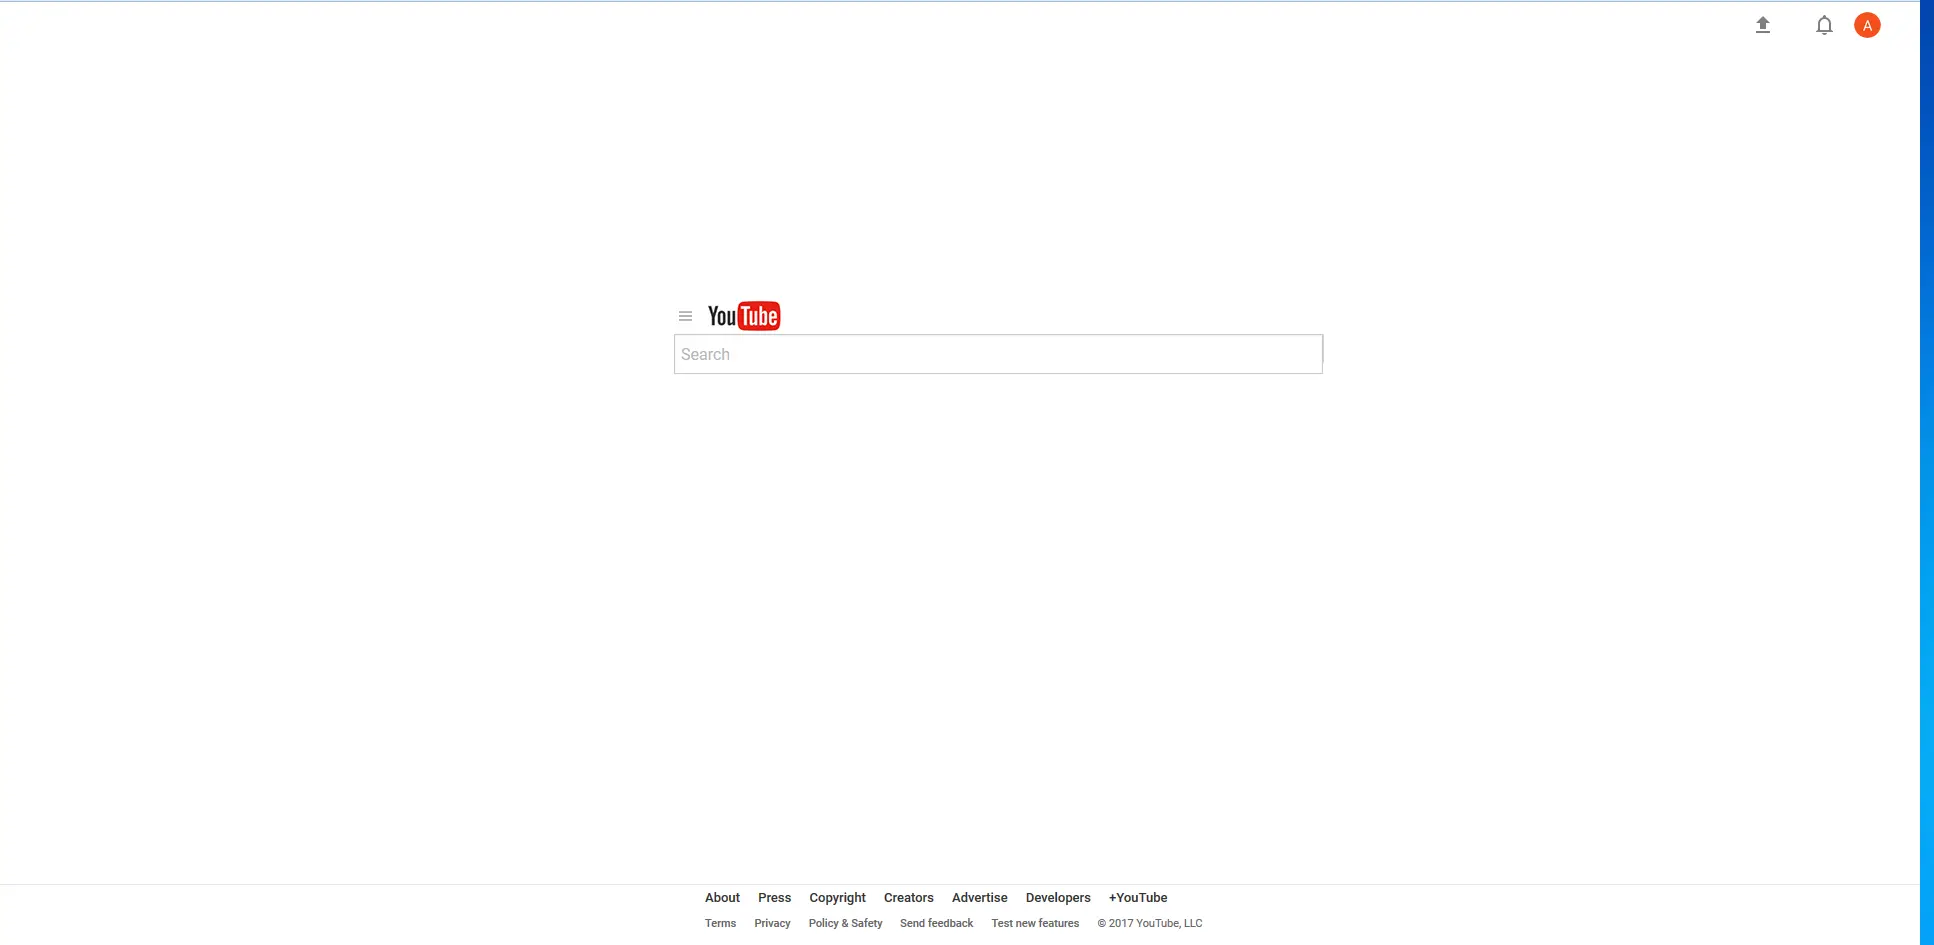 A
YouTube
Search
About Press Copyright Creators Advertise Developers +YouTube
Terms Privacy Policy & Safety Send feedback Test new features © 2017 YouTube, LLC